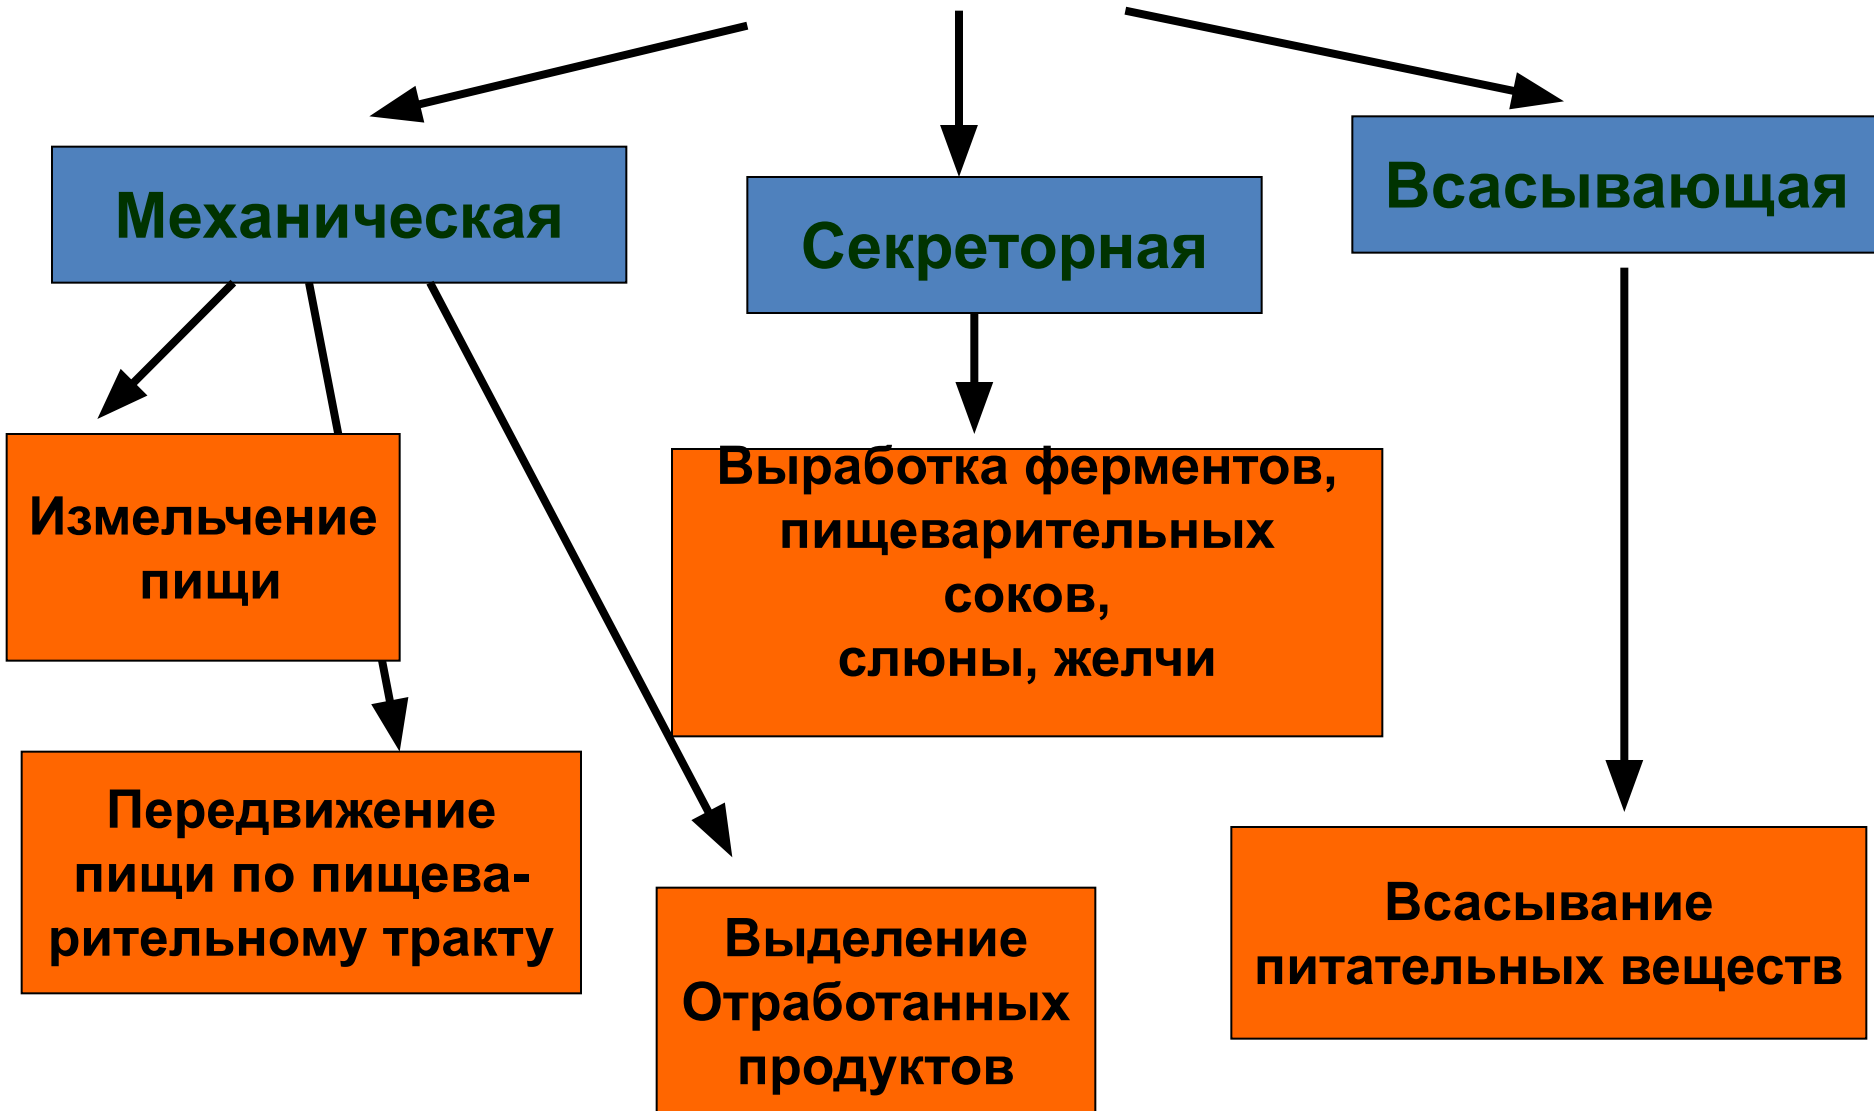 Механическая
Секреторная
Всасывающая
Измельчение
пищи
Выработка ферментов,
пищеварительных
соков,
слюны, желчи
Передвижение
пищи по пищева-
рительному тракту
Выделение
Отработанных
продуктов
Всасывание
питательных веществ